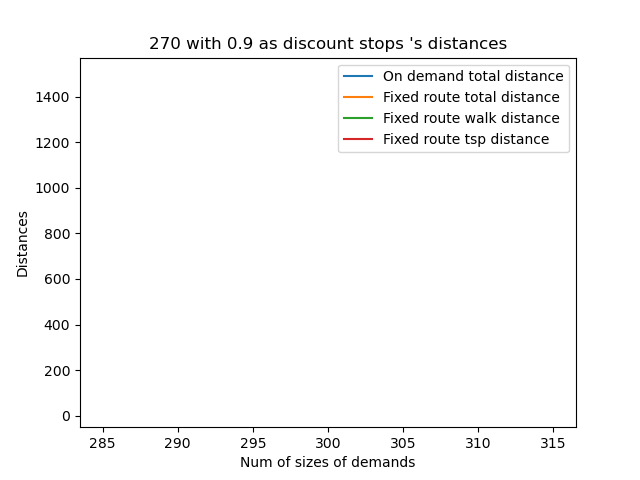 270 with 0.9 as discount stops 's distances
On demand total distance
Fixed route total distance
Fixed route walk distance
Fixed route tsp distance
Distances
1400
1200
1000
800
600
400
200
0
285 290 295 300 305 310 315
Num of sizes of demands